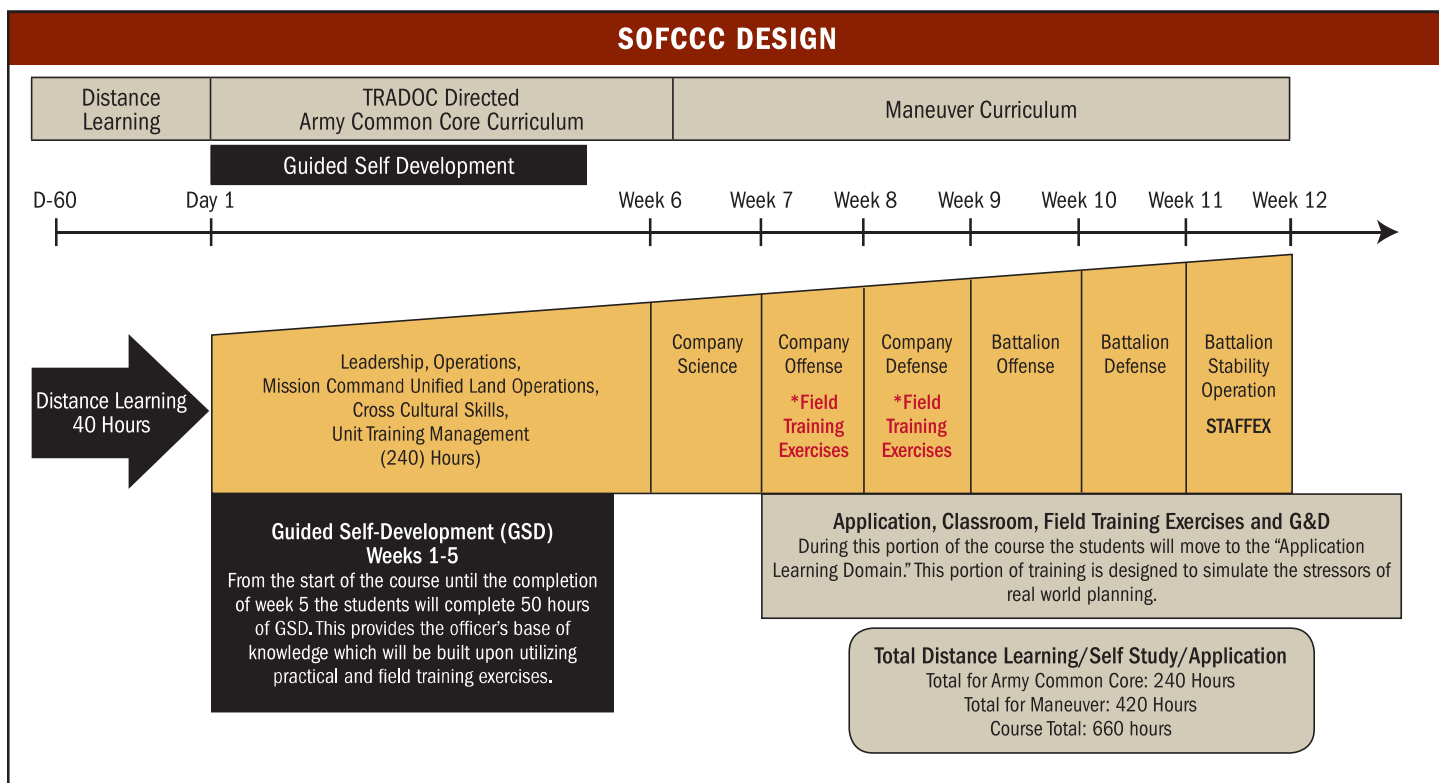 SOFCCC DESIGN
Distance
Learning
TRADOC Directed
Army Common Core Curriculum
Maneuver Curriculum
Guided Self Development
D-60
Day 1
Week 6
Week 7
Week 8
Week 9
Week 10
Week 11
Week 12
Distance Learning
40 Hours
Leadership, Operations,
Mission Command Unified Land Operations,
Cross Cultural Skills,
Unit Training Management
(240) Hours)
Company
Science
Company
Offense
*Field
Training
Exercises
Company
Defense
*Field
Training
Exercises
Battalion
Offense
Battalion
Defense
Battalion
Stability
Operation
STAFFEX
Guided Self-Development (GSD)
Weeks 1-5
From the start of the course until the completion
of week 5 the students will complete 50 hours
of GSD. This provides the officer's base of
knowledge which will be built upon utilizing
practical and field training exercises.
Application, Classroom, Field Training Exercises and G&D
During this portion of the course the students will move to the “Application
Learning Domain.” This portion of training is designed to simulate the stressors of
real world planning.
Total Distance Learning/Self Study/Application
Total for Army Common Core: 240 Hours
Total for Maneuver: 420 Hours
Course Total: 660 hours